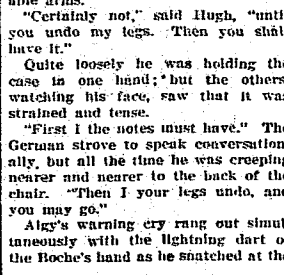 able arms.
"Certainly not," said Hugh, "unti
you undo my legs. Then you shal
have it."
Quite loosely he was holding the
case in one hand; but the others
watching his face, saw that it was
strained and tense.
"First I the notes must have." The
German strove to speak conversation
ally, but all the time he was creeping
nearer and nearer to the back of the
chair. "Then I your legs undo, and
you may go."
Algy's warning cry rang out simul
taneously with the lightning dart o
the Boche's hand as he snatched at the